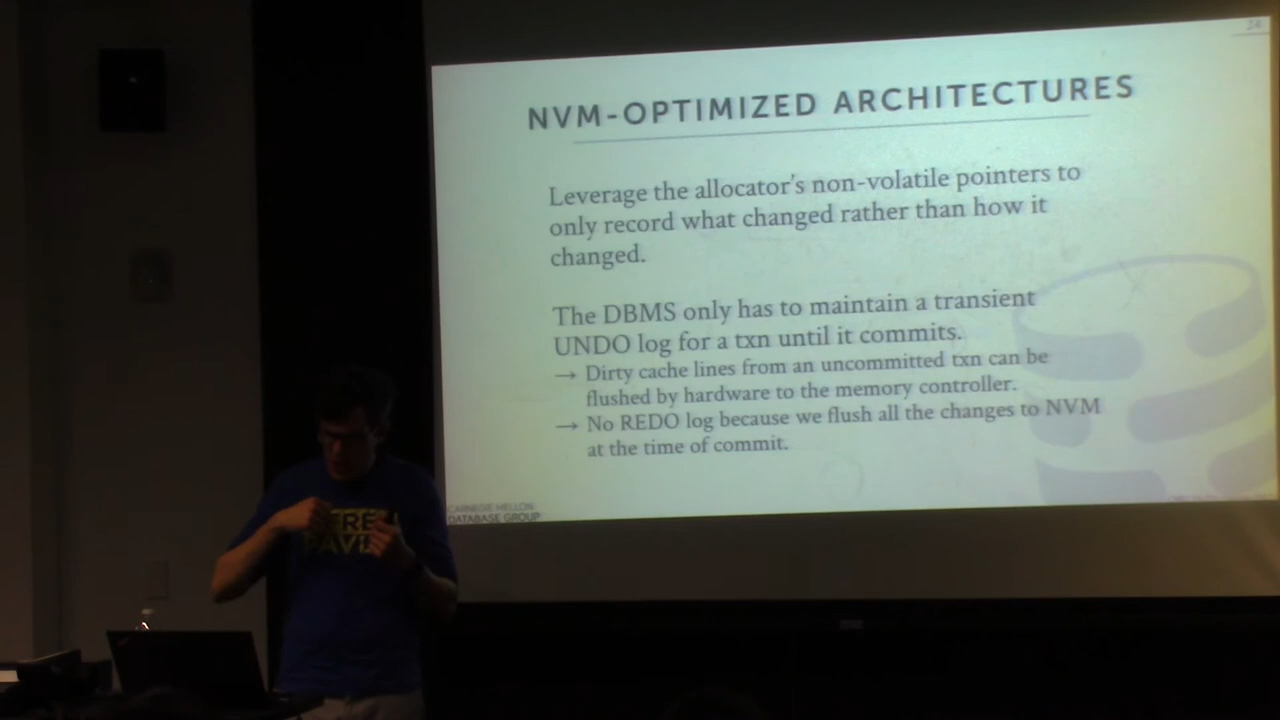 24
NVM-OPTIMIZED ARCHITECTURES
Leverage the allocator's non-volatile pointers to
only record what changed rather than how it
changed.
The DBMS only has to maintain a transient
UNDO log for a txn until it commits.
→ Dirty cache lines from an uncommitted txn can be
flushed by hardware to the memory controller.
→ No REDO log because we flush all the changes to NVM
at the time of commit.
CARNEGIE MELLON
DATABASE GROUP